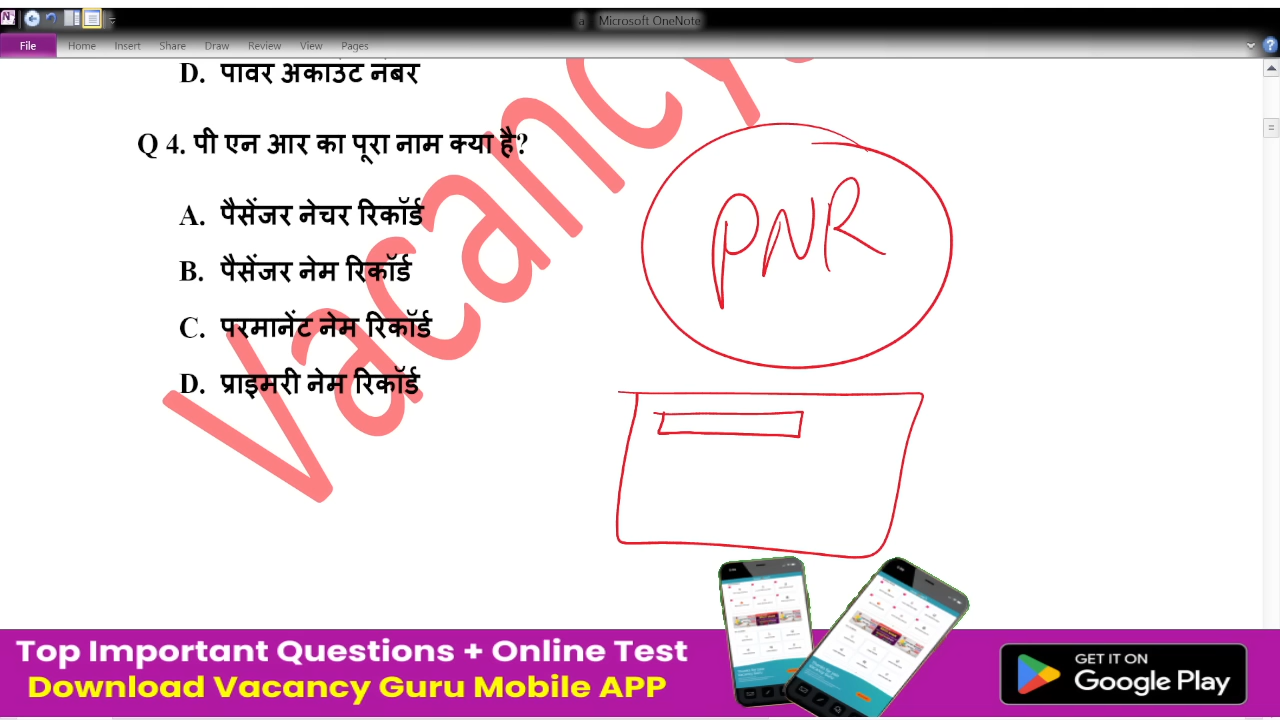 a Microsoft OneNote
File Home Insert Share Draw Review View Pages
D. पावर अकाउंट नंबर
Q 4. पी एन आर का पूरा नाम क्या है?
A. पैसेंजर नेचर रिकॉर्ड
B. पैसेंजर नेम रिकॉर्ड
C. परमानेंट नेम रिकॉर्ड
D. प्राइमरी नेम रिकॉर्ड
Vacancy
PNR
Top Important Questions + Online Test
Download Vacancy Guru Mobile APP
GET IT ON
Google Play